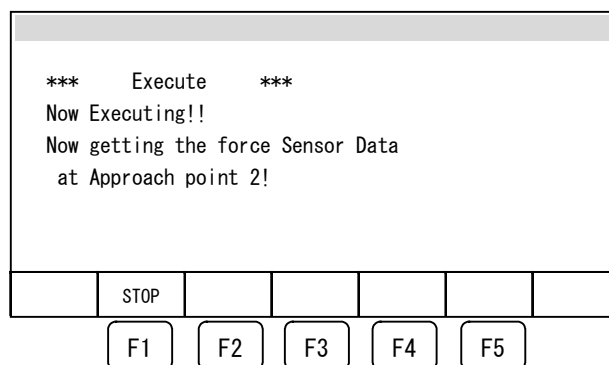 *** Execute ***
Now Executing!!
Now getting the force Sensor Data
at Approach point 2!
STOP
F1 F2 F3 F4 F5